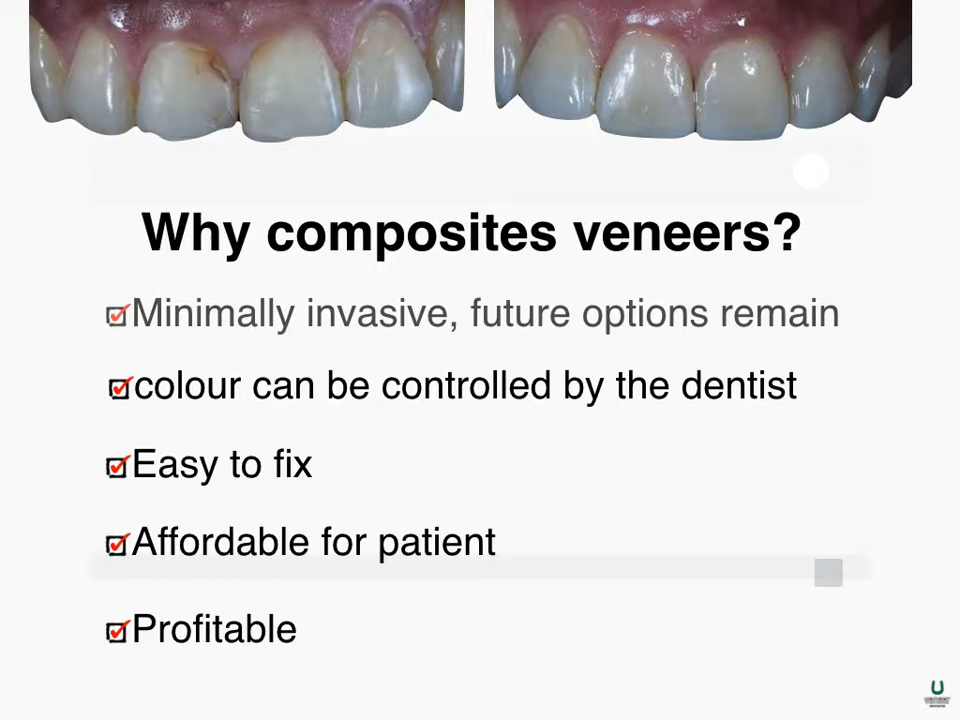 Why composites veneers?
Minimally invasive, future options remain
colour can be controlled by the dentist
Easy to fix
Affordable for patient
Profitable